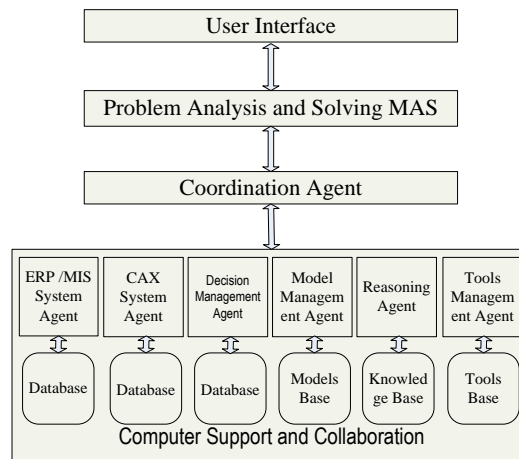 User Interface
Problem Analysis and Solving MAS
Coordination Agent
ERP /MIS
System
Agent
CAX
System
Agent
Decision
Management
Agent
Model
Managem
ent Agent
Reasoning
Agent
Tools
Managem
ent Agent
Database
Database
Database
Models
Base
Knowled
ge Base
Tools
Base
Computer Support and Collaboration